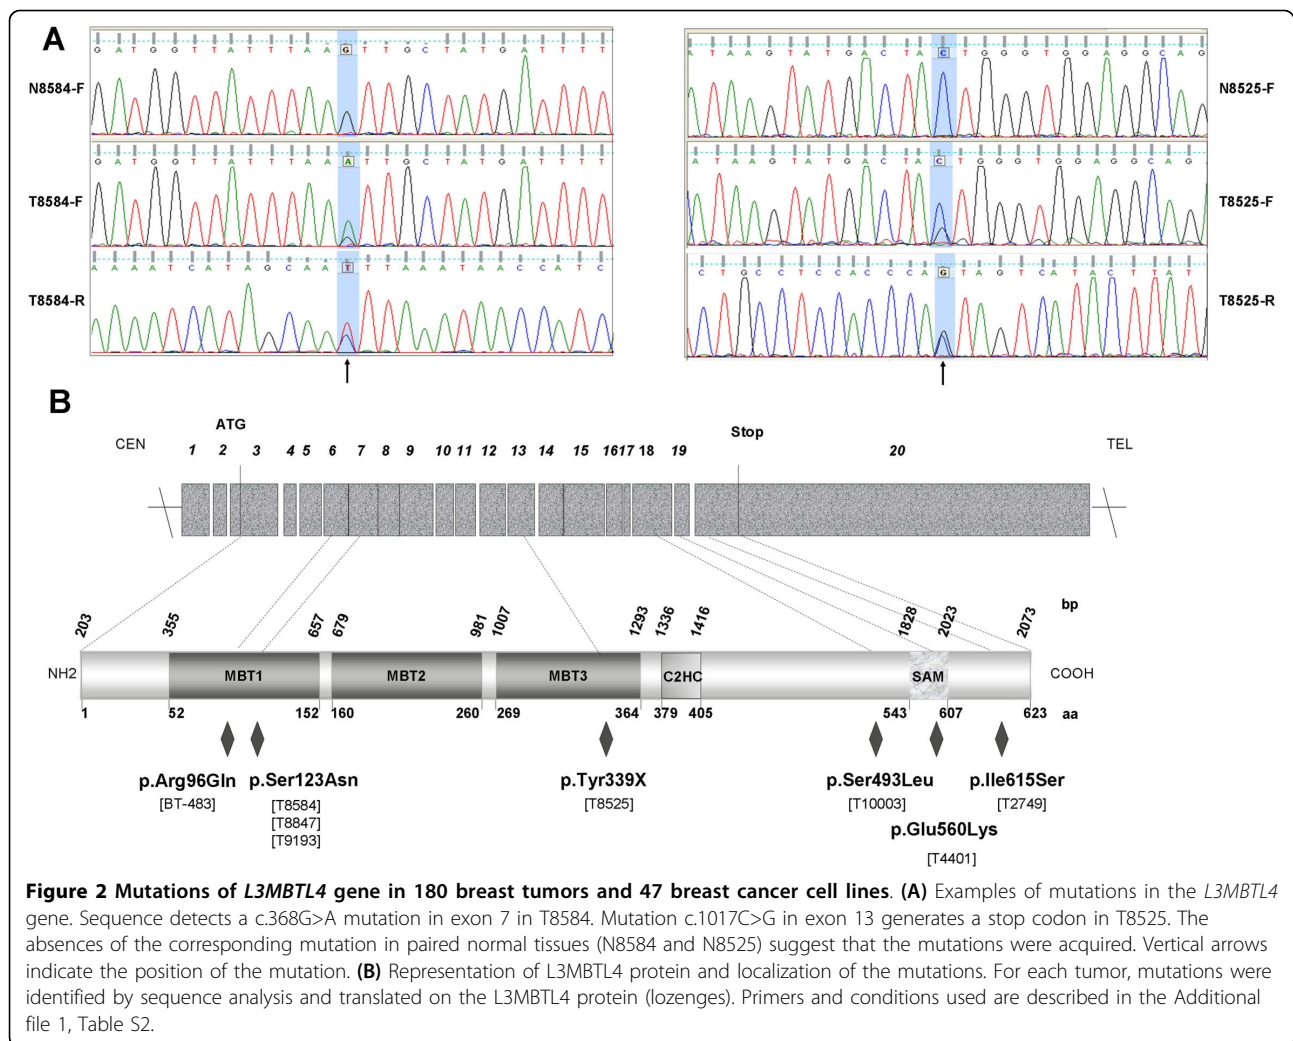 A
G A T G G T T A T T T A A G T T G C T A T G A T T T T
N8584-F
G A T G G T T A T T T A A A T T G C T A T G A T T T T
T8584-F
A A A A T C A T A G C A A T T T A A A T A A C C A T C
T8584-R
A T A A G T A T G A C T A C T G G G T G G A G G C A G
N8525-F
A T A A G T A T G A C T A C T G G G T G G A G G C A G
T8525-F
C T G C C T C C A C C C A G T A G T C A T A C T T A T
T8525-R
B
CEN ATG Stop TEL
1 2 3 4 5 6 7 8 9 10 11 12 13 14 15 16 17 18 19 20
203 355 657 679 981 1007 1293 1336 1416 1828 2023 2073 bp
NH2 MBT1 MBT2 MBT3 C2HC SAM COOH
1 52 152 160 260 269 364 379 405 543 607 623 aa
p.Arg96Gln p.Ser123Asn p.Tyr339X p.Ser493Leu p.Ile615Ser
[BT-483] [T8584] [T8525] [T10003] [T2749]
[T8847]
[T9193]
p.Glu560Lys
[T4401]
Figure 2 Mutations of L3MBTL4 gene in 180 breast tumors and 47 breast cancer cell lines. (A) Examples of mutations in the L3MBTL4
gene. Sequence detects a c.368G>A mutation in exon 7 in T8584. Mutation c.1017C>G in exon 13 generates a stop codon in T8525. The
absences of the corresponding mutation in paired normal tissues (N8584 and N8525) suggest that the mutations were acquired. Vertical arrows
indicate the position of the mutation. (B) Representation of L3MBTL4 protein and localization of the mutations. For each tumor, mutations were
identified by sequence analysis and translated on the L3MBTL4 protein (lozenges). Primers and conditions used are described in the Additional
file 1, Table S2.